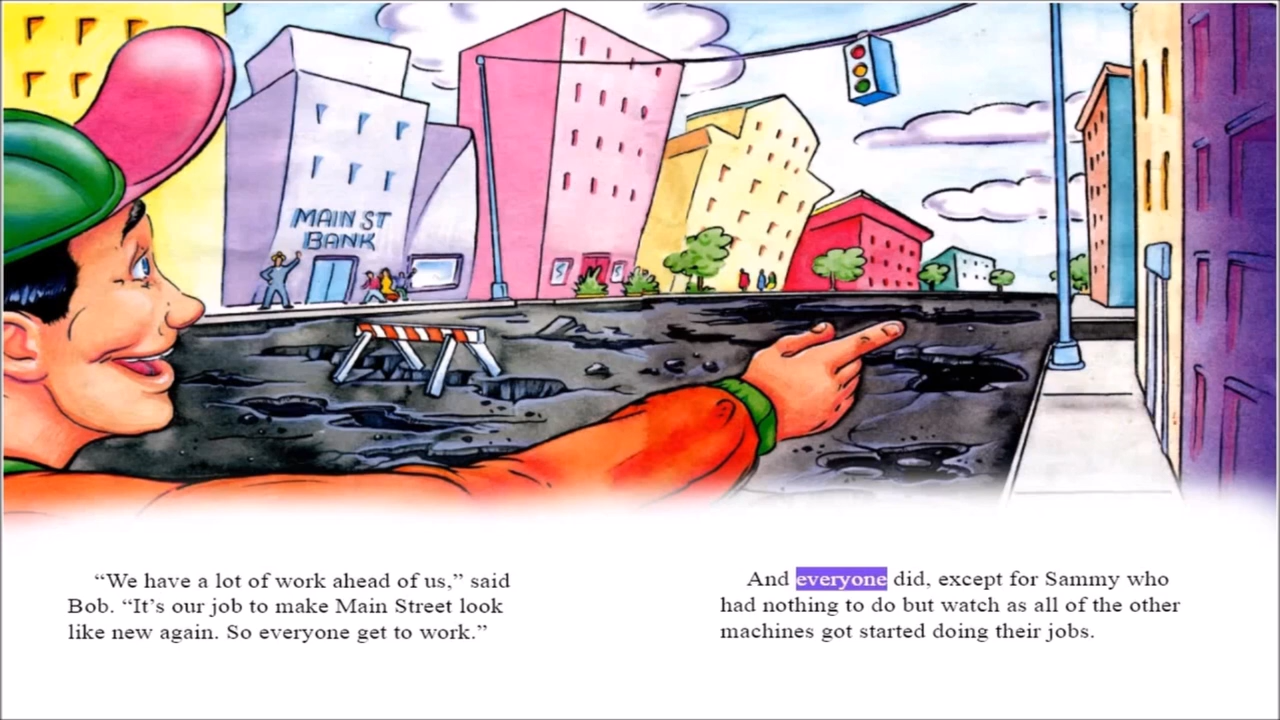 MAIN ST
BANK
“We have a lot of work ahead of us,” said
Bob. “It’s our job to make Main Street look
like new again. So everyone get to work.”
And everyone did, except for Sammy who
had nothing to do but watch as all of the other
machines got started doing their jobs.